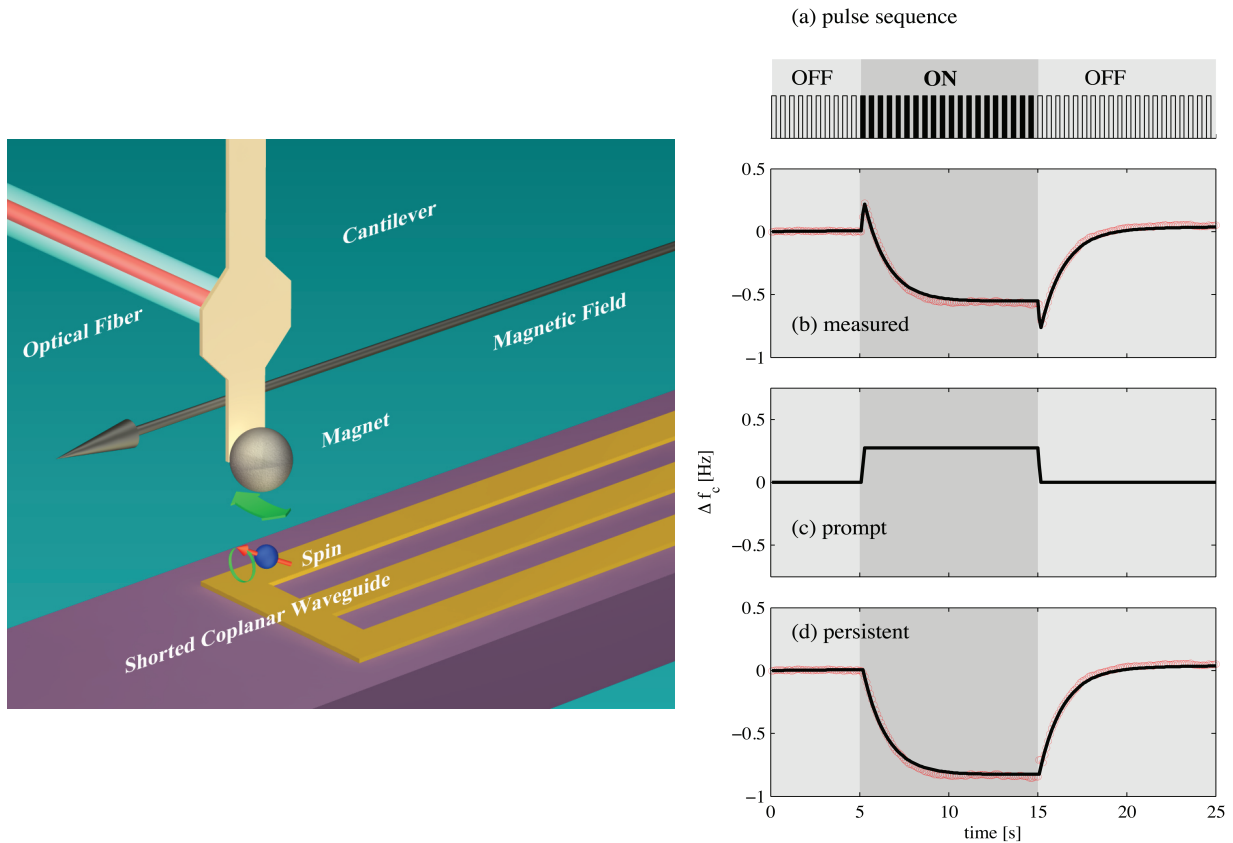 Cantilever
Optical Fiber
Magnetic Field
Magnet
Spin
Shorted Coplanar Waveguide
(a) pulse sequence
OFF
ON
OFF
0.5
0
−0.5
−1
(b) measured
0.5
0
−0.5
Δ f_c [Hz]
(c) prompt
0.5
0
−0.5
−1
(d) persistent
0
5
10
15
20
25
time [s]